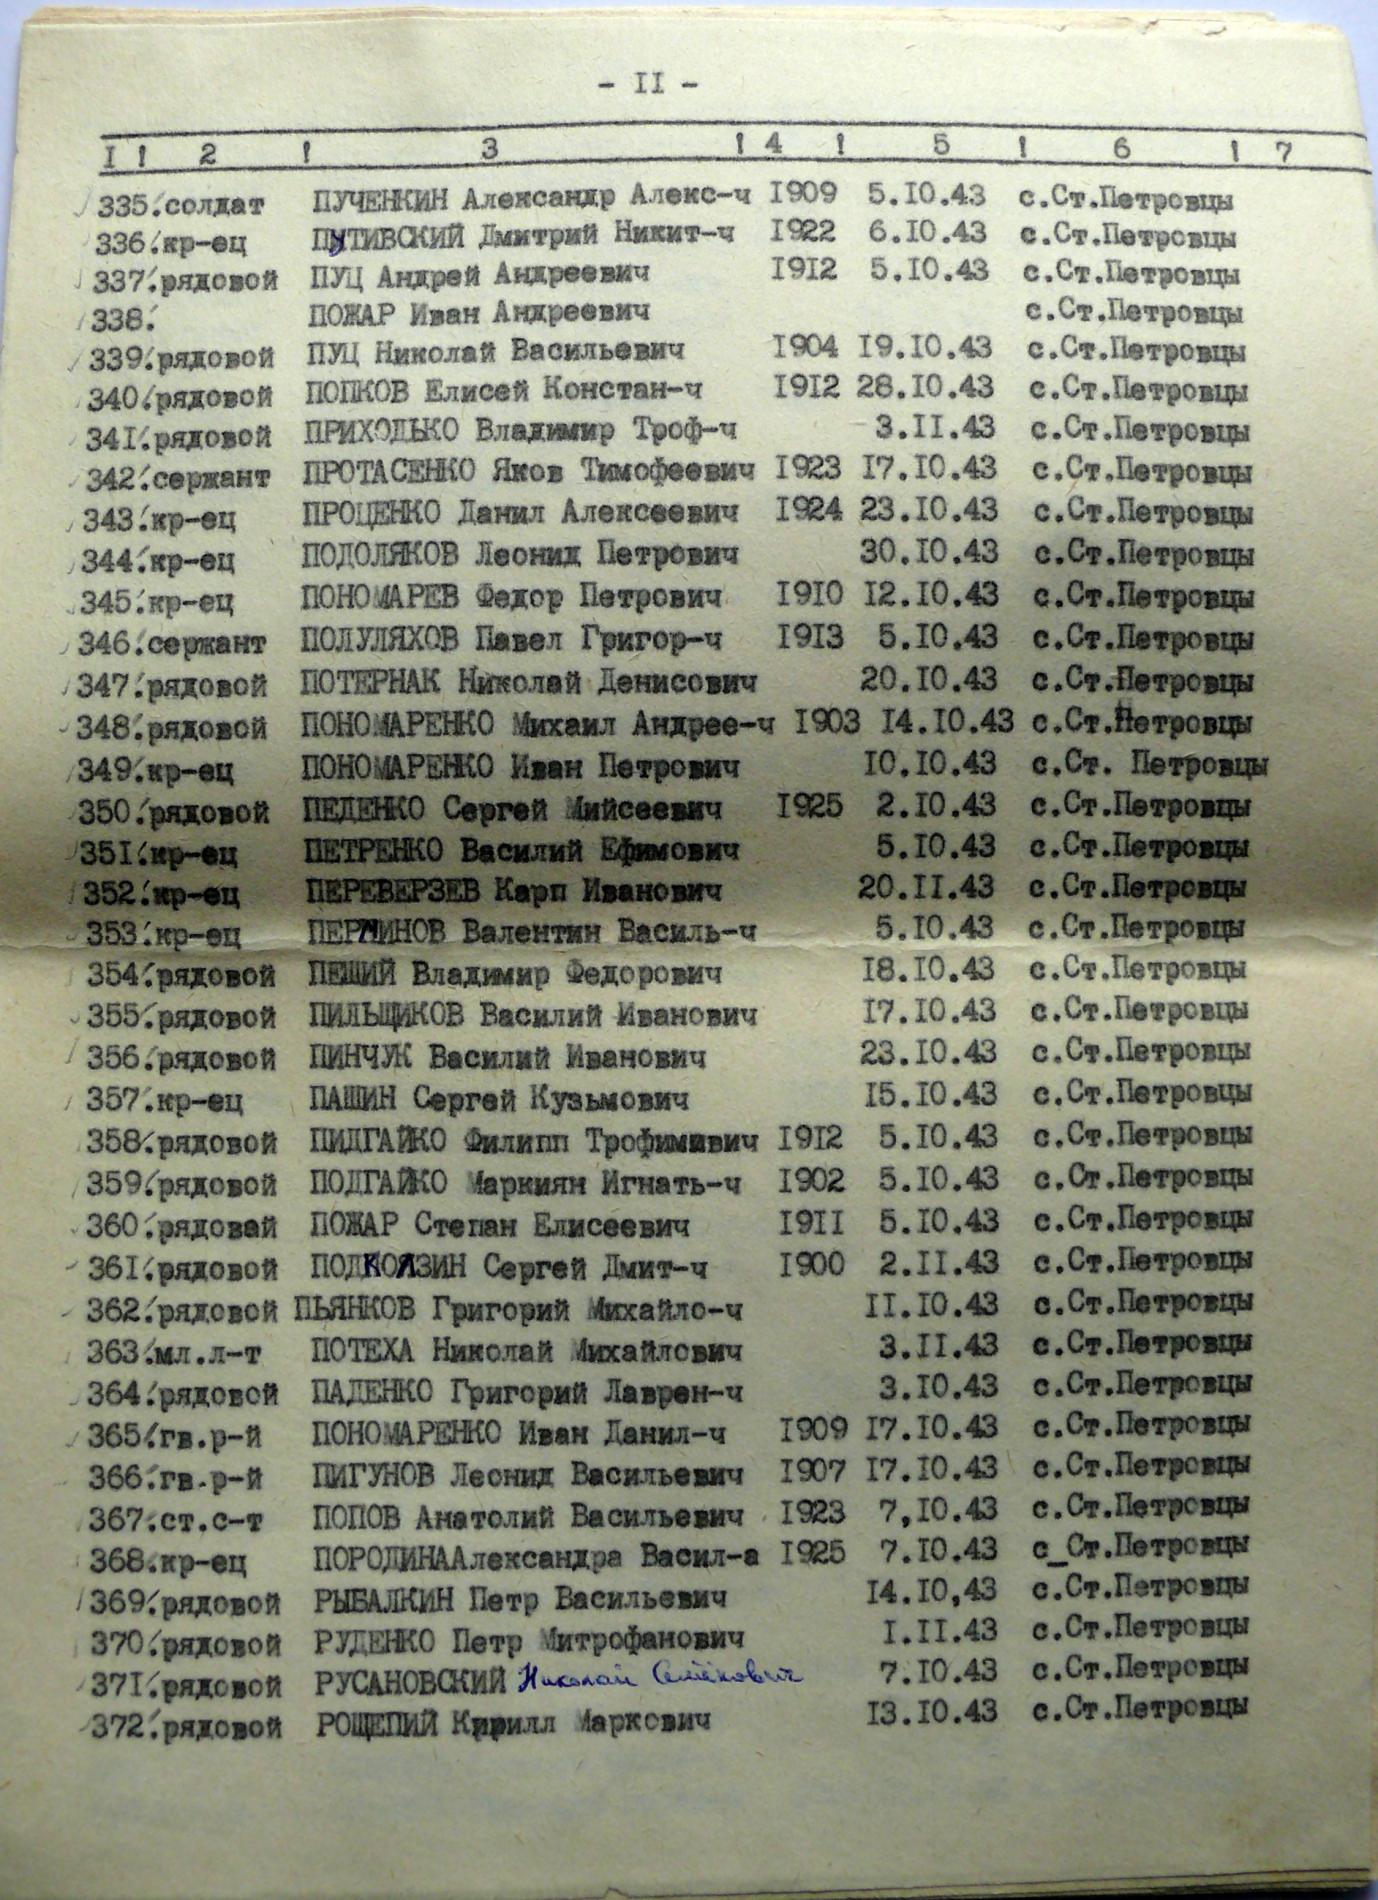 - II -
I ! 2 ! 3 ! 4 ! 5 ! 6 ! 7
335. солдат ПУЧЕНКИН Александр Алекс-ч 1909 5.10.43 с.Ст.Петровцы
336. кр-ец ПУТИВСКИЙ Дмитрий Никит-ч 1922 6.10.43 с.Ст.Петровцы
337. рядовой ПУЦ Андрей Андреевич 1912 5.10.43 с.Ст.Петровцы
338. ПОЖАР Иван Андреевич с.Ст.Петровцы
339. рядовой ПУЦ Николай Васильевич 1904 19.10.43 с.Ст.Петровцы
340. рядовой ПОПКОВ Елисей Констан-ч 1912 28.10.43 с.Ст.Петровцы
341. рядовой ПРИХОДЬКО Владимир Троф-ч 3.11.43 с.Ст.Петровцы
342. сержант ПРОТАСЕНКО Яков Тимофеевич 1923 17.10.43 с.Ст.Петровцы
343. кр-ец ПРОЦЕНКО Данил Алексеевич 1924 23.10.43 с.Ст.Петровцы
344. кр-ец ПОДОЛЯКОВ Леонид Петрович 30.10.43 с.Ст.Петровцы
345. кр-ец ПОНОМАРЕВ Федор Петрович 1910 12.10.43 с.Ст.Петровцы
346. сержант ПОЛУЛЯХОВ Павел Григор-ч 1913 5.10.43 с.Ст.Петровцы
347. рядовой ПОТЕРНАК Николай Денисович 20.10.43 с.Ст.Петровцы
348. рядовой ПОНОМАРЕНКО Михаил Андрее-ч 1903 14.10.43 с.Ст.Петровцы
349. кр-ец ПОНОМАРЕНКО Иван Петрович 10.10.43 с.Ст. Петровцы
350. рядовой ПЕДЕНКО Сергей Мийсеевич 1925 2.10.43 с.Ст.Петровцы
351. кр-ец ПЕТРЕНКО Василий Ефимович 5.10.43 с.Ст.Петровцы
352. кр-ец ПЕРЕВЕРЗЕВ Карп Иванович 20.11.43 с.Ст.Петровцы
353. кр-ец ПЕРМИНОВ Валентин Василь-ч 5.10.43 с.Ст.Петровцы
354. рядовой ПЕШИЙ Владимир Федорович 18.10.43 с.Ст.Петровцы
355. рядовой ПИЛЬЩИКОВ Василий Иванович 17.10.43 с.Ст.Петровцы
356. рядовой ПИНЧУК Василий Иванович 23.10.43 с.Ст.Петровцы
357. кр-ец ПАШИН Сергей Кузьмович 15.10.43 с.Ст.Петровцы
358. рядовой ПИДГАЙКО Филипп Трофимивич 1912 5.10.43 с.Ст.Петровцы
359. рядовой ПОДГАЙКО Маркиян Игнать-ч 1902 5.10.43 с.Ст.Петровцы
360. рядовай ПОЖАР Степан Елисеевич 1911 5.10.43 с.Ст.Петровцы
361. рядовой ПОДКОЛЗИН Сергей Дмит-ч 1900 2.11.43 с.Ст.Петровцы
362. рядовой ПЬЯНКОВ Григорий Михайло-ч 11.10.43 с.Ст.Петровцы
363. мл.л-т ПОТЕХА Николай Михайлович 3.11.43 с.Ст.Петровцы
364. рядовой ПАДЕНКО Григорий Лаврен-ч 3.10.43 с.Ст.Петровцы
365. гв.р-й ПОНОМАРЕНКО Иван Данил-ч 1909 17.10.43 с.Ст.Петровцы
366. гв.р-й ПИГУНОВ Леонид Васильевич 1907 17.10.43 с.Ст.Петровцы
367. ст.с-т ПОПОВ Анатолий Васильевич 1923 7,10.43 с.Ст.Петровцы
368. кр-ец ПОРОДИНААлександра Васил-а 1925 7.10.43 с_Ст.Петровцы
369. рядовой РЫБАЛКИН Петр Васильевич 14.10,43 с.Ст.Петровцы
370. рядовой РУДЕНКО Петр Митрофанович 1.11.43 с.Ст.Петровцы
371. рядовой РУСАНОВСКИЙ Николай Семёнович 7.10.43 с.Ст.Петровцы
372. рядовой РОЩЕПИЙ Кирилл Маркович 13.10.43 с.Ст.Петровцы